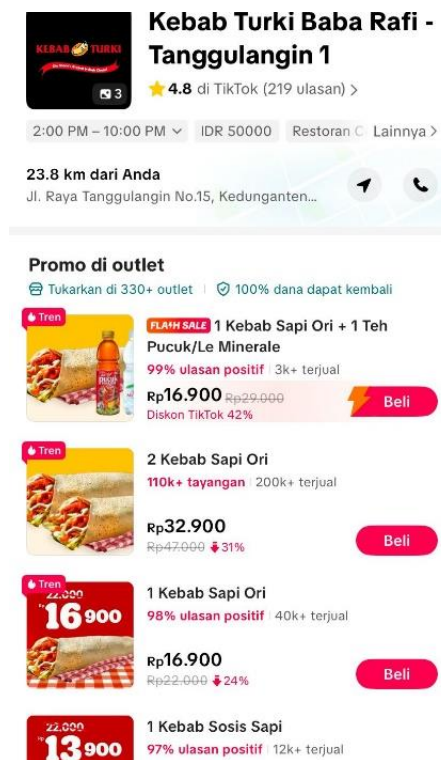 KEBAB TURKI
3
Kebab Turki Baba Rafi -
Tanggulangin 1
4.8 di TikTok (219 ulasan) >
2:00 PM – 10:00 PM IDR 50000 Restoran C Lainnya >
23.8 km dari Anda
Jl. Raya Tanggulangin No.15, Kedunganten...
Promo di outlet
Tukarkan di 330+ outlet 100% dana dapat kembali
Tren
FLASH SALE 1 Kebab Sapi Ori + 1 Teh
Pucuk/Le Minerale
99% ulasan positif 3k+ terjual
Rp16.900 Rp29.000
Diskon TikTok 42%
Beli
Tren
2 Kebab Sapi Ori
110k+ tayangan 200k+ terjual
Rp32.900
Rp47.000 31%
Beli
Tren
22.000
Rp 16 900
1 Kebab Sapi Ori
98% ulasan positif 40k+ terjual
Rp16.900
Rp22.000 24%
Beli
22.000
13 900
1 Kebab Sosis Sapi
97% ulasan positif 12k+ terjual